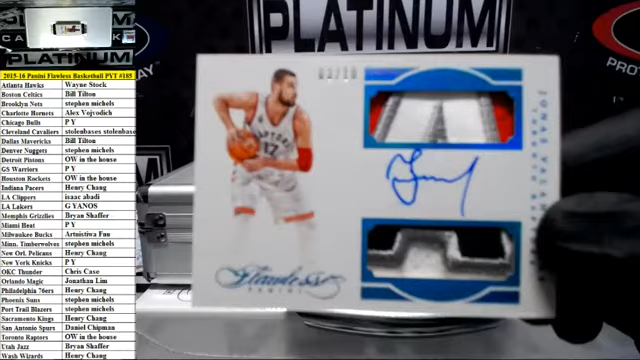 PLATINUM
2015-16 Panini Flawless Basketball PYT #185
Atlanta Hawks Wayne Stock
Boston Celtics Bill Tilton
Brooklyn Nets stephen michels
Charlotte Hornets Alex Vojvodich
Chicago Bulls P Y
Cleveland Cavaliers stolenbases stolenbase
Dallas Mavericks Bill Tilton
Denver Nuggets stephen michels
Detroit Pistons OW in the house
GS Warriors P Y
Houston Rockets OW in the house
Indiana Pacers Henry Chang
LA Clippers isaac abadi
LA Lakers G YANOS
Memphis Grizzlies Bryan Shaffer
Miami Heat P Y
Milwaukee Bucks Artnistiwa Fan
Minn. Timberwolves stephen michels
New Orl. Pelicans Henry Chang
New York Knicks P Y
OKC Thunder Chris Case
Orlando Magic Jonathan Lim
Philadelphia 76ers Henry Chang
Phoenix Suns stephen michels
Port Trail Blazers stephen michels
Sacramento Kings Henry Chang
San Antonio Spurs Daniel Chipman
Toronto Raptors OW in the house
Utah Jazz Bryan Shaffer
Wash Wizards Henry Chang
RAPTORS
17
Flawless
PANINI
PLATINUM